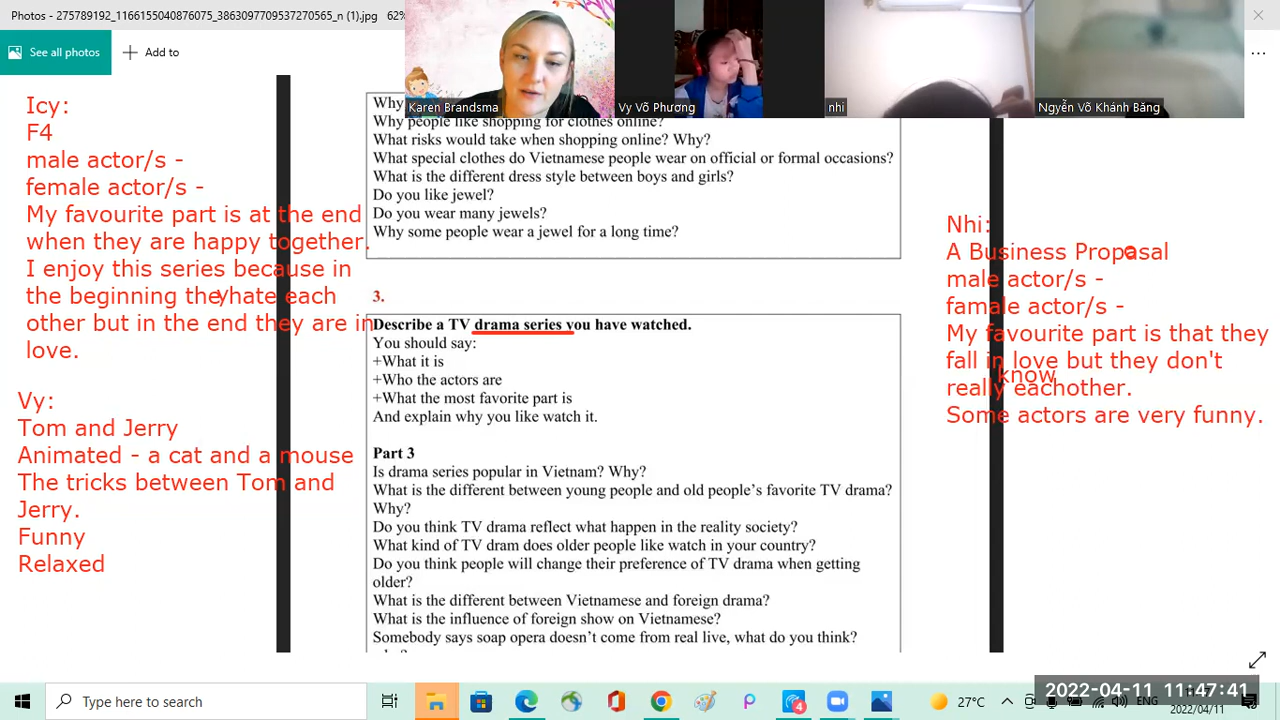 Photos - 275789192_1166155040876075_3863097709537270565_n (1).jpg 62%
See all photos
Add to
Karen Brandsma
Vy Võ Phương
nhi
Nguyễn Võ Khánh Băng
Icy:
F4
male actor/s -
female actor/s -
My favourite part is at the end
when they are happy together.
I enjoy this series because in
the beginning they hate each
other but in the end they are in
love.
Vy:
Tom and Jerry
Animated - a cat and a mouse
The tricks between Tom and
Jerry.
Funny
Relaxed
Why
Why people like shopping for clothes online?
What risks would take when shopping online? Why?
What special clothes do Vietnamese people wear on official or formal occasions?
What is the different dress style between boys and girls?
Do you like jewel?
Do you wear many jewels?
Why some people wear a jewel for a long time?
3.
Describe a TV drama series you have watched.
You should say:
+What it is
+Who the actors are
+What the most favorite part is
And explain why you like watch it.
Part 3
Is drama series popular in Vietnam? Why?
What is the different between young people and old people's favorite TV drama?
Why?
Do you think TV drama reflect what happen in the reality society?
What kind of TV dram does older people like watch in your country?
Do you think people will change their preference of TV drama when getting
older?
What is the different between Vietnamese and foreign drama?
What is the influence of foreign show on Vietnamese?
Somebody says soap opera doesn't come from real live, what do you think?
Nhi:
A Business Proposal
male actor/s -
famale actor/s -
My favourite part is that they
fall in love but they don't
know
really eachother.
Some actors are very funny.
Type here to search
4
27°C
ENG
2022-04-11 11:47:41
2022/04/11